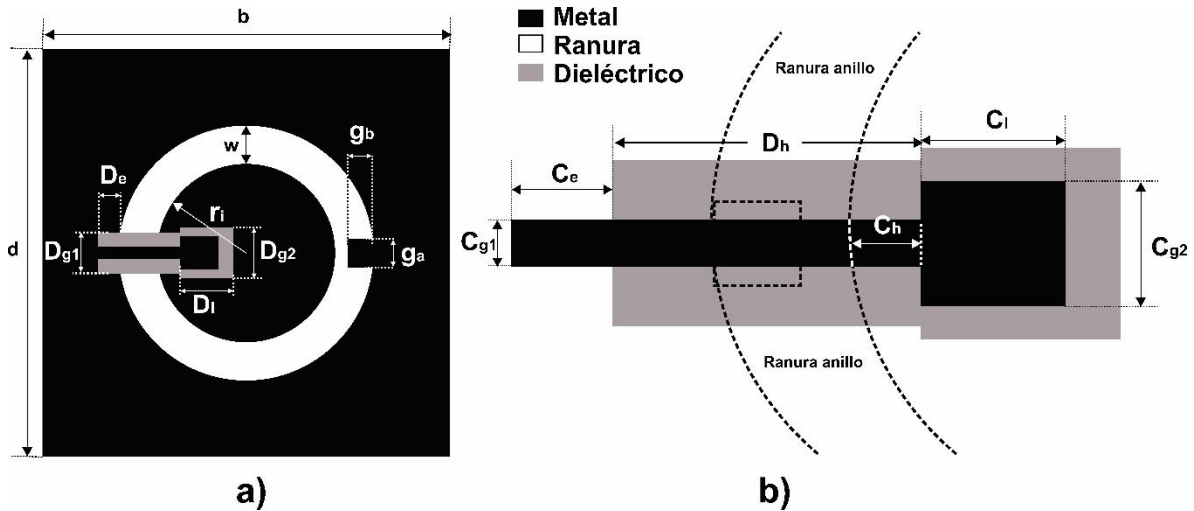 b
d
w
gb
De
ri
Dg1
Dg2
ga
Dl
a)
Metal
Ranura
Dieléctrico
Ranura anillo
Cl
Dh
Ce
Cg1
Ch
Cg2
Ranura anillo
b)